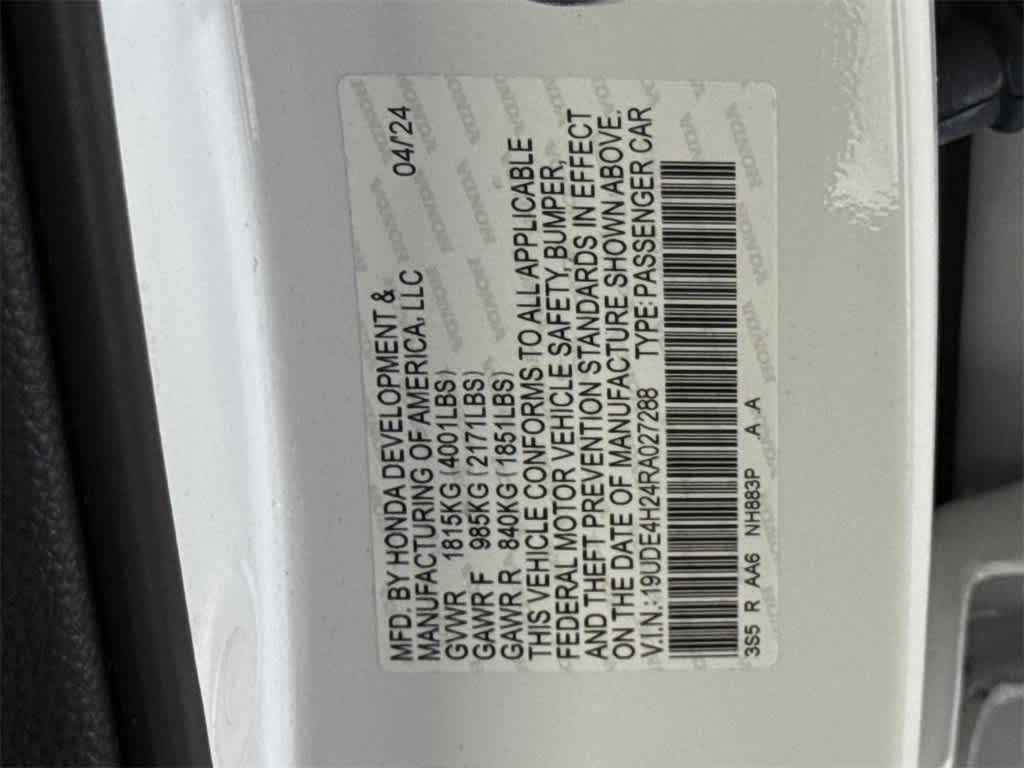 MFD. BY HONDA DEVELOPMENT &
MANUFACTURING OF AMERICA. LLC 04/'24
GVWR 1815KG (4001LBS)
GAWR F 985KG (2171LBS)
GAWR R 840KG (1851LBS)
THIS VEHICLE CONFORMS TO ALL APPLICABLE
FEDERAL MOTOR VEHICLE SAFETY, BUMPER,
AND THEFT PREVENTION STANDARDS IN EFFECT
ON THE DATE OF MANUFACTURE SHOWN ABOVE.
V.I.N.: 19UDE4H24RA027288 TYPE: PASSENGER CAR
3S5 R AA6 NH883P A A